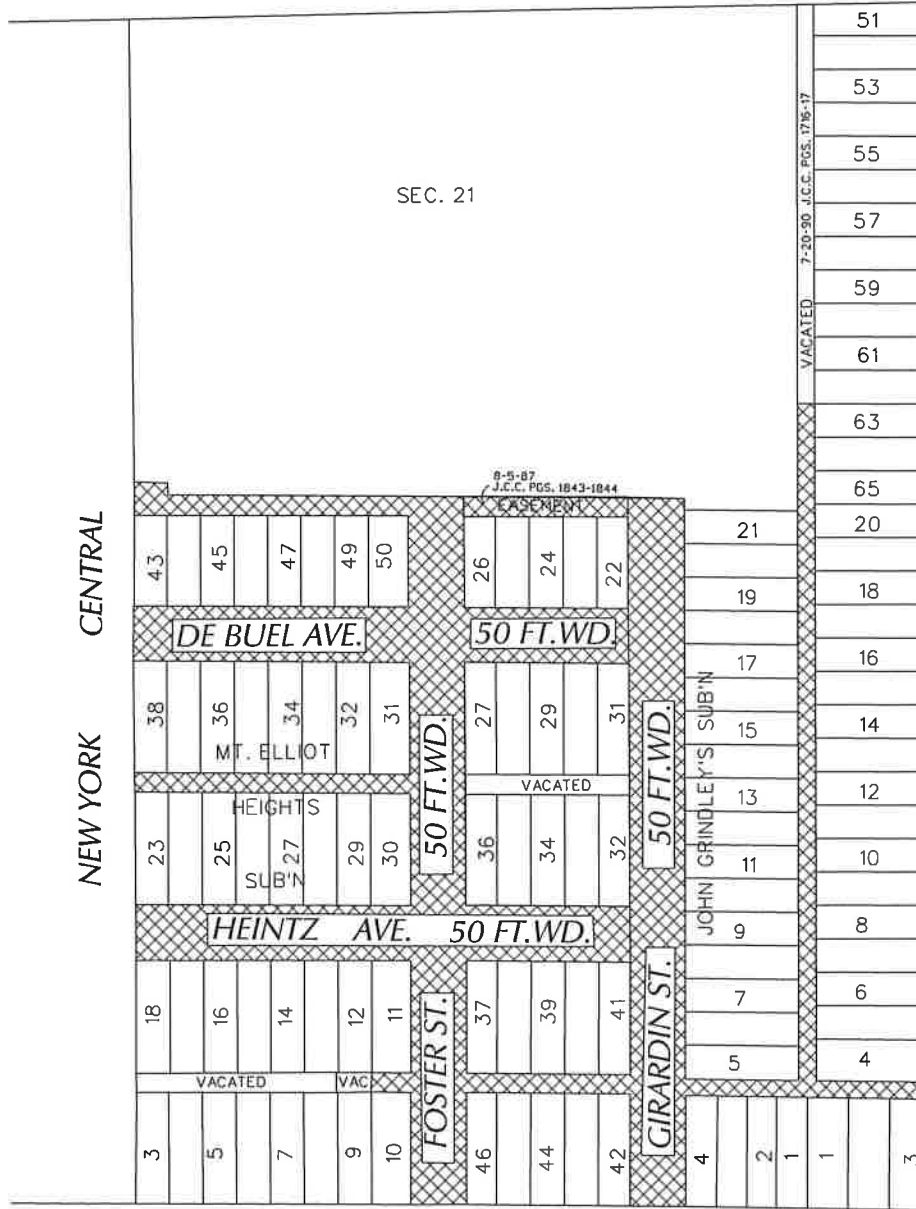 51
53
55
57
59
61
63
65
SEC. 21
VACATED 7-20-90 J.C.C. PGS. 1716-17
8-5-87
J.C.C. PGS. 1843-1844
EASEMENT
NEW YORK CENTRAL
43 45 47 49 50
26 24 22
21
19
17
15
13
11
9
7
5
20
18
16
14
12
10
8
6
4
DE BUEL AVE. 50 FT.WD.
38 36 34 32 31
27 29 31
MT. ELLIOT
HEIGHTS
SUB'N
VACATED
50 FT.WD.
50 FT.WD.
JOHN GRINDLEY'S SUB'N
23 25 27 29 30
36 34 32
HEINTZ AVE. 50 FT.WD.
18 16 14 12 11
37 39 41
VACATED VAC
FOSTER ST.
GIRARDIN ST.
3 5 7 9 10
46 44 42
4 2 1 1 3